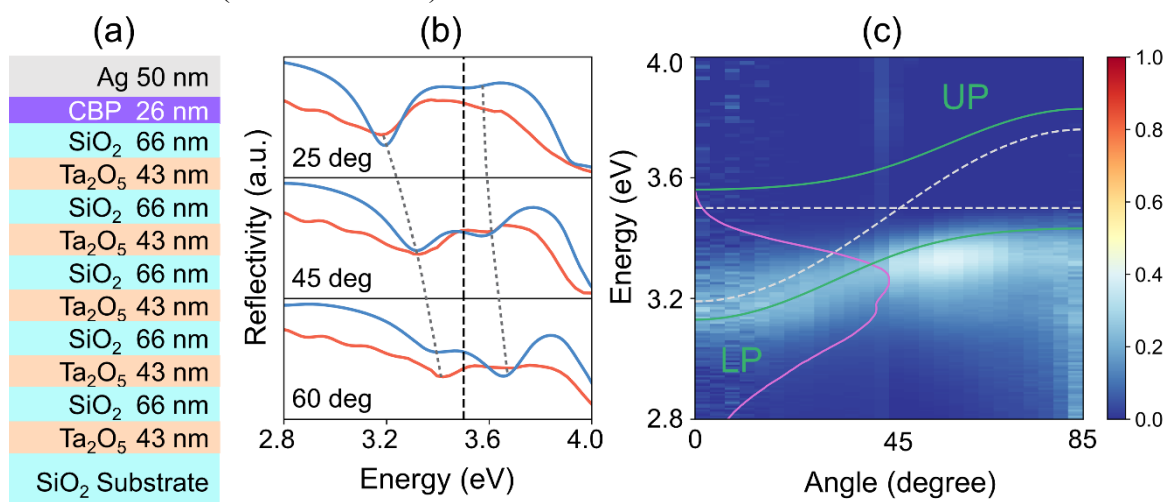 (a)
Ag 50 nm
CBP 26 nm
SiO₂ 66 nm
Ta₂O₅ 43 nm
SiO₂ 66 nm
Ta₂O₅ 43 nm
SiO₂ 66 nm
Ta₂O₅ 43 nm
SiO₂ 66 nm
Ta₂O₅ 43 nm
SiO₂ 66 nm
Ta₂O₅ 43 nm
SiO₂ Substrate
(b)
Reflectivity (a.u.)
25 deg
45 deg
60 deg
2.8 3.2 3.6 4.0
Energy (eV)
(c)
Energy (eV)
4.0
3.6
3.2
2.8
UP
LP
0 45 85
Angle (degree)
1.0
0.8
0.6
0.4
0.2
0.0